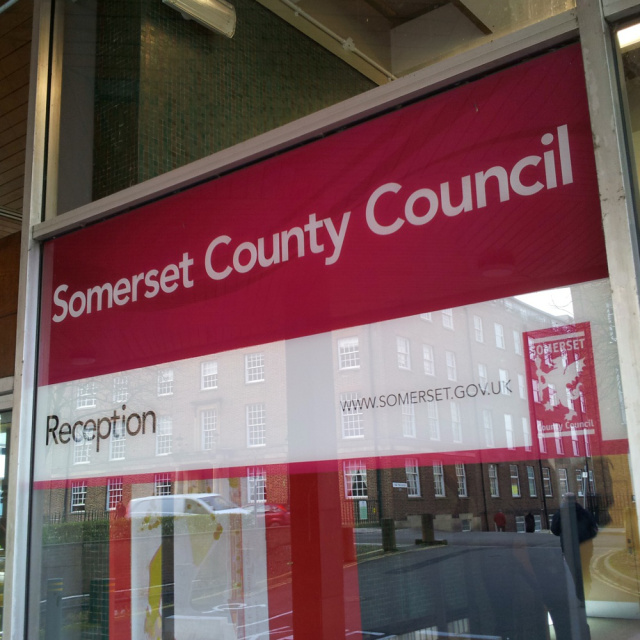 Somerset County Council
Reception
WWW.SOMERSET.GOV.UK
SOMERSET
County Council